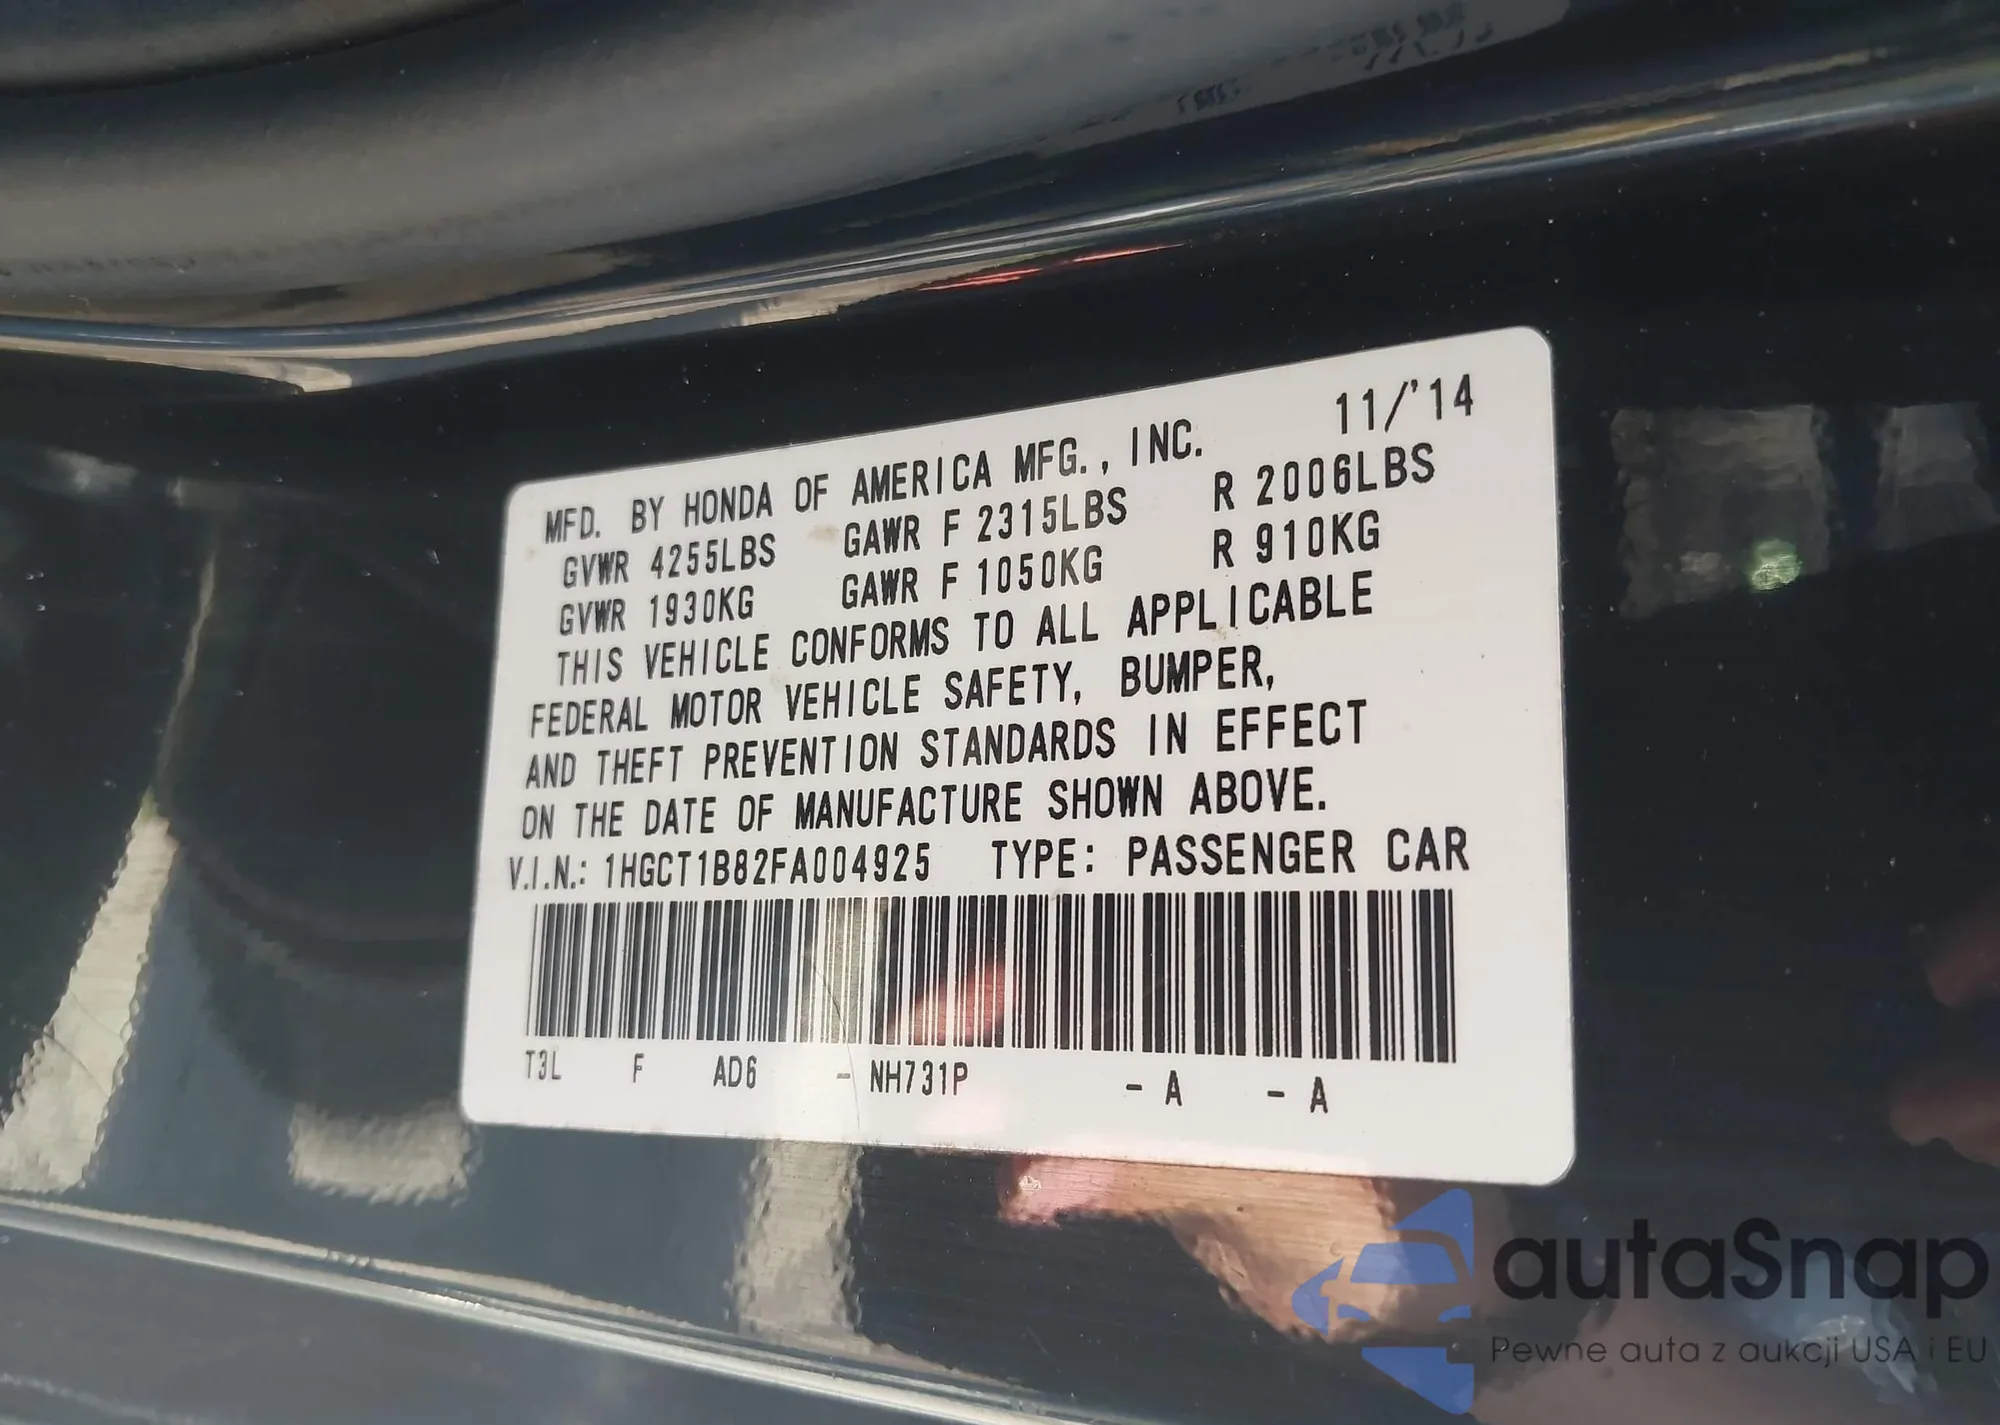 MFD. BY HONDA OF AMERICA MFG., INC. 11/'14
GVWR 4255LBS GAWR F 2315LBS R 2006LBS
GVWR 1930KG GAWR F 1050KG R 910KG
THIS VEHICLE CONFORMS TO ALL APPLICABLE
FEDERAL MOTOR VEHICLE SAFETY, BUMPER,
AND THEFT PREVENTION STANDARDS IN EFFECT
ON THE DATE OF MANUFACTURE SHOWN ABOVE.
V.I.N.: 1HGCT1B82FA004925 TYPE: PASSENGER CAR
T3L F AD6 - NH731P - A - A
autaSnap
Pewne auta z aukcji USA i EU